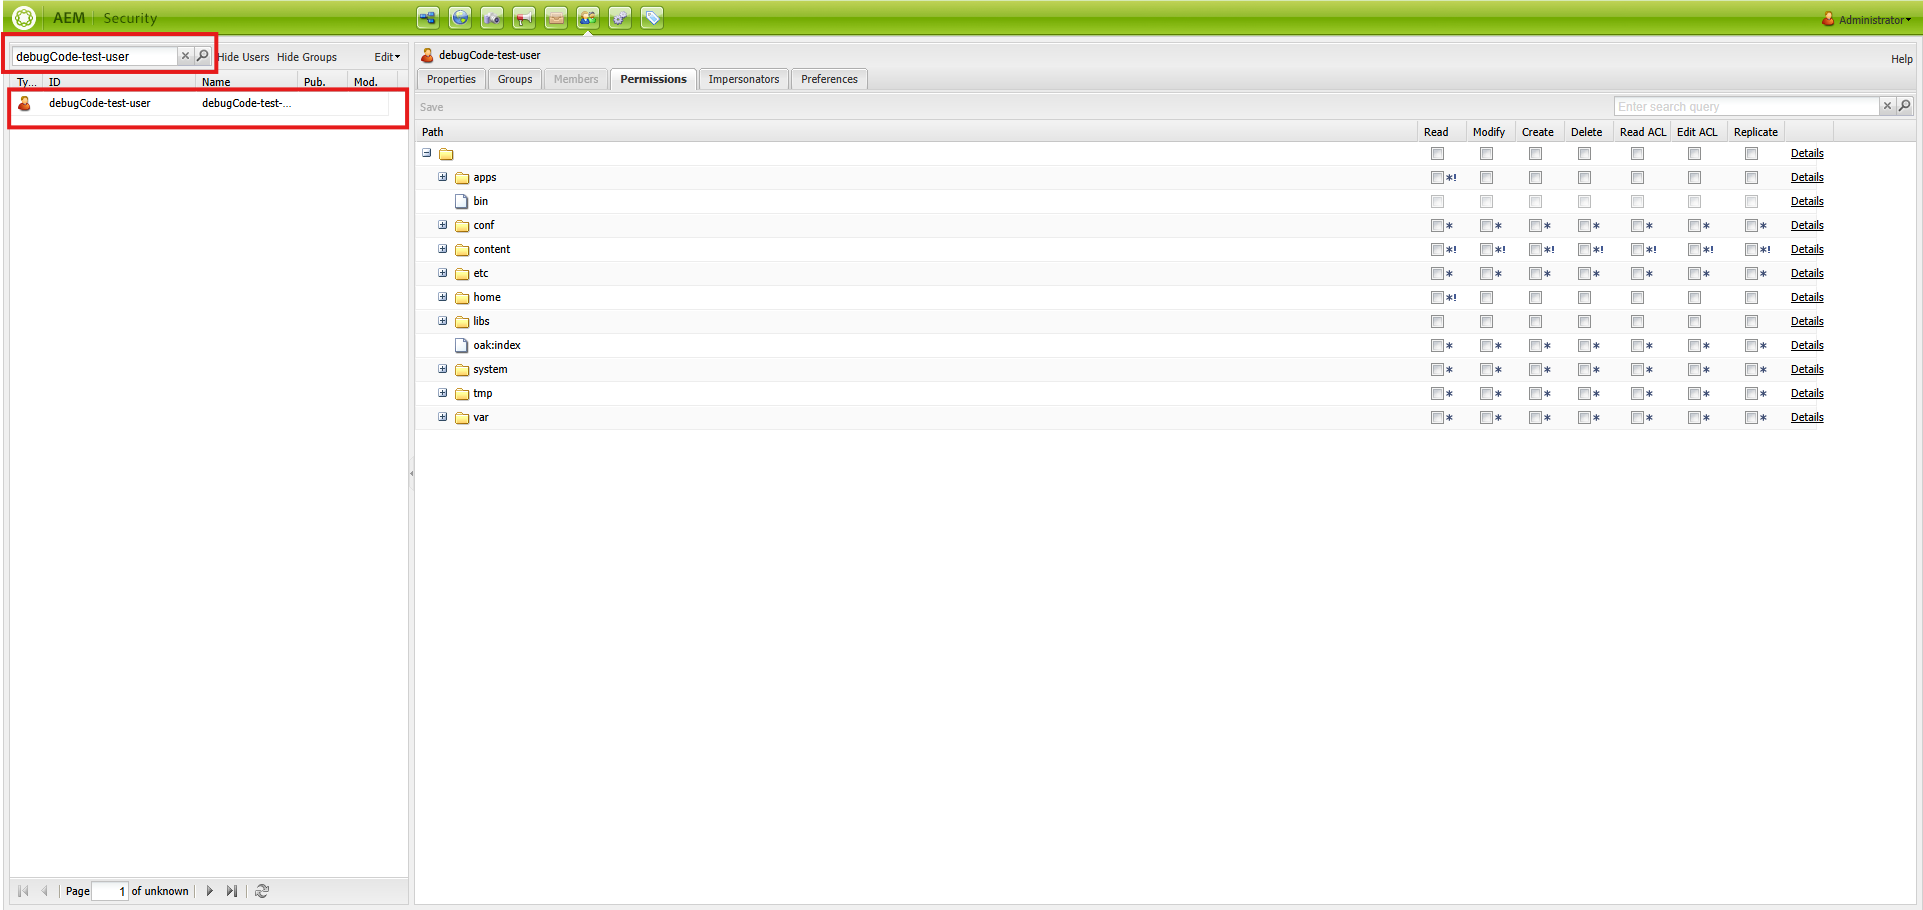 AEM Security Administrator
debugCode-test-user Hide Users Hide Groups Edit
Ty... ID Name Pub. Mod.
debugCode-test-user debugCode-test-...
Page 1 of unknown
debugCode-test-user
Help
Properties Groups Members Permissions Impersonators Preferences
Save Enter search query
Path Read Modify Create Delete Read ACL Edit ACL Replicate
Details
apps *! Details
bin Details
conf * * * * * * * Details
content *! *! *! *! *! *! *! Details
etc * * * * * * * Details
home *! Details
libs Details
oak:index * * * * * * * Details
system * * * * * * * Details
tmp * * * * * * * Details
var * * * * * * * Details